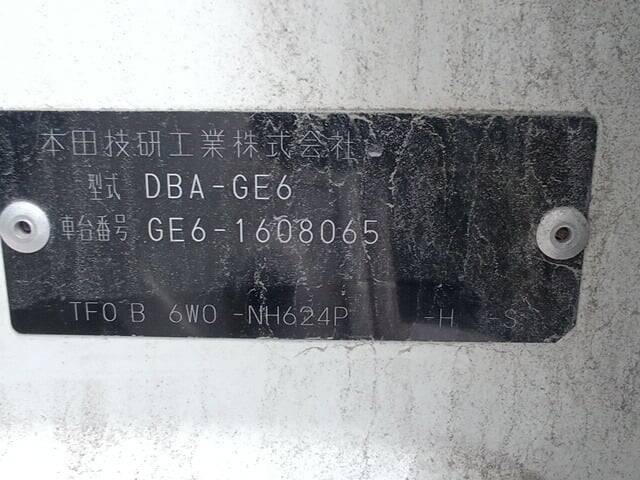 本田技研工業株式会社
型式 DBA-GE6
車台番号 GE6-1608065
TF0 B 6W0 -NH624P -H -S